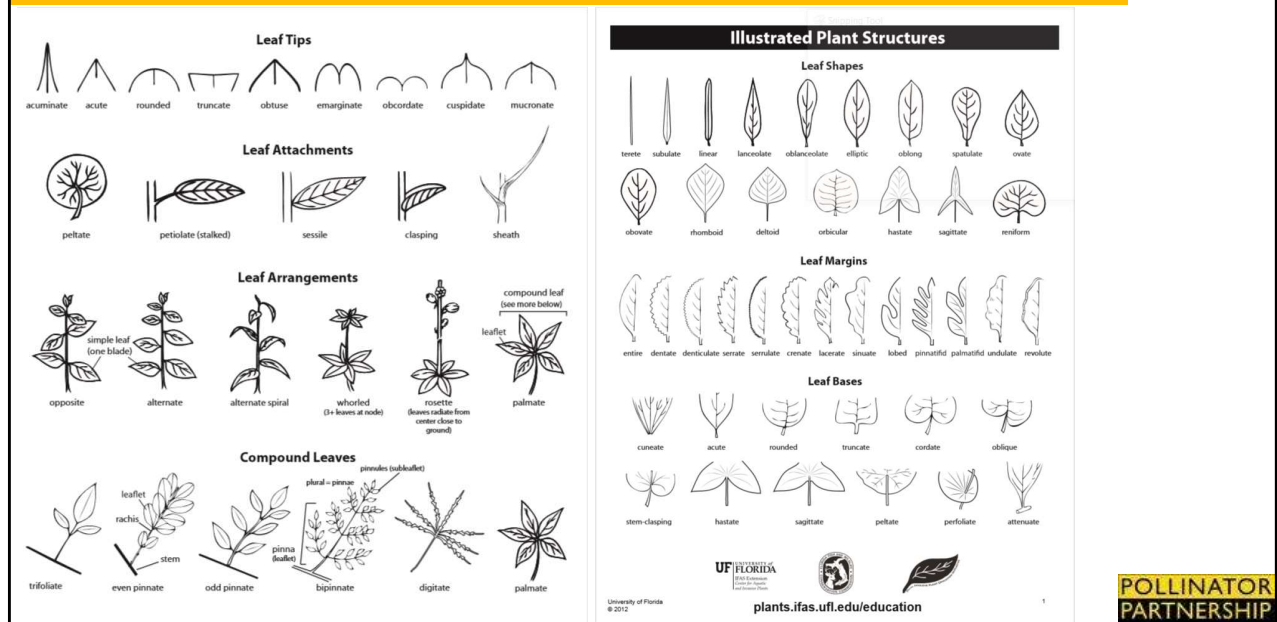 Leaf Tips
acuminate acute rounded truncate obtuse emarginate obcordate cuspidate mucronate
Leaf Attachments
peltate petiolate (stalked) sessile clasping sheath
Leaf Arrangements
simple leaf
(one blade)
compound leaf
(see more below)
leaflet
opposite alternate alternate spiral whorled rosette palmate
(3+ leaves at node) (leaves radiate from
center close to
ground)
Compound Leaves
pinnules (subleaflet)
plural = pinnae
leaflet
rachis
stem
pinna
(leaflet)
trifoliate even pinnate odd pinnate bipinnate digitate palmate
Snipping Tool
Illustrated Plant Structures
Leaf Shapes
terete subulate linear lanceolate oblanceolate elliptic oblong spatulate ovate
obovate rhomboid deltoid orbicular hastate sagittate reniform
Leaf Margins
entire dentate denticulate serrate serrulate crenate lacerate sinuate lobed pinnatifid palmatifid undulate revolute
Leaf Bases
cuneate acute rounded truncate cordate oblique
stem-clasping hastate sagittate peltate perfoliate attenuate
UF UNIVERSITY of
FLORIDA
IFAS Extension
University of Florida
© 2012
plants.ifas.ufl.edu/education
1
POLLINATOR
PARTNERSHIP